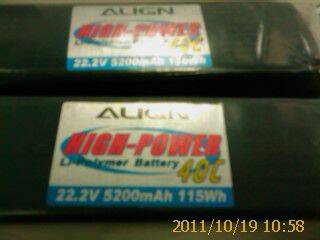 ALIGN
HIGH-POWER
40C
22.2V 5200mAh 115Wh
ALIGN
HIGH-POWER
Li-Polymer Battery
40C
22.2V 5200mAh 115Wh
2011/10/19 10:58